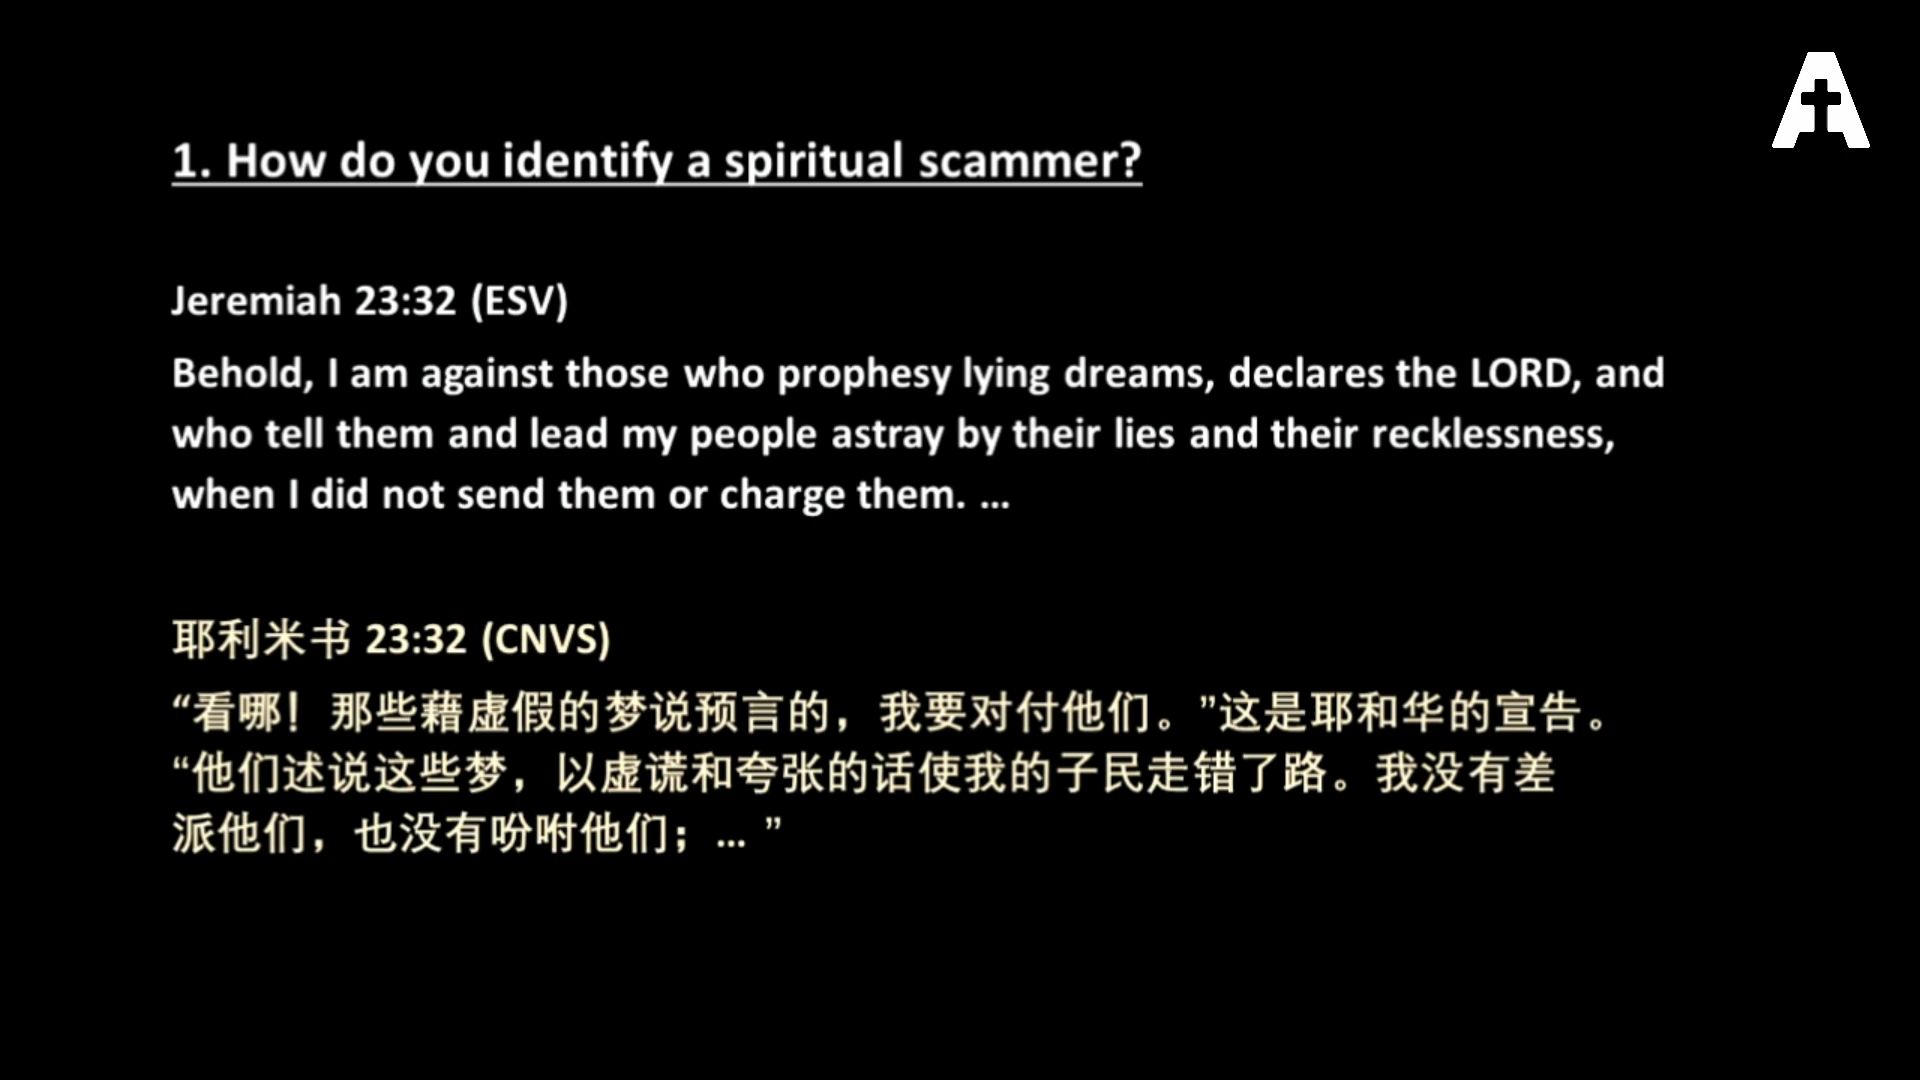 1. How do you identify a spiritual scammer?
Jeremiah 23:32 (ESV)
Behold, I am against those who prophesy lying dreams, declares the LORD, and
who tell them and lead my people astray by their lies and their recklessness,
when I did not send them or charge them. ...
耶利米书 23:32 (CNVS)
“看哪！那些藉虚假的梦说预言的，我要对付他们。”这是耶和华的宣告。
“他们述说这些梦，以虚谎和夸张的话使我的子民走错了路。我没有差
派他们，也没有吩咐他们；... ”